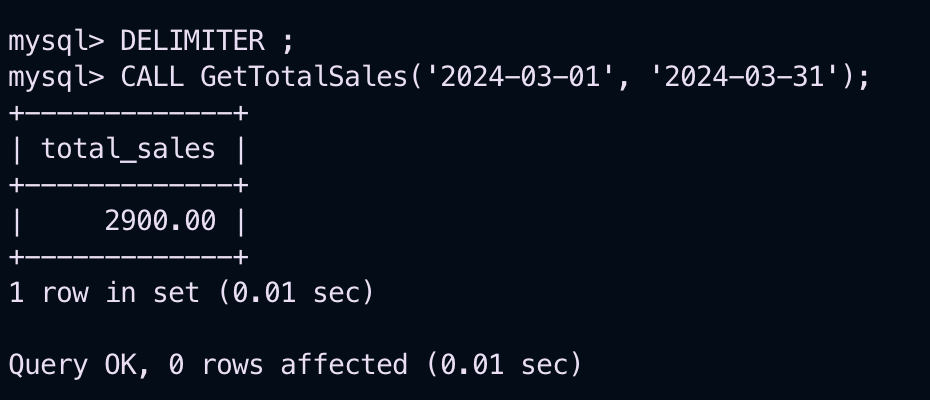 mysql> DELIMITER ;
mysql> CALL GetTotalSales('2024-03-01', '2024-03-31');
+-------------+
| total_sales |
+-------------+
|     2900.00 |
+-------------+
1 row in set (0.01 sec)

Query OK, 0 rows affected (0.01 sec)